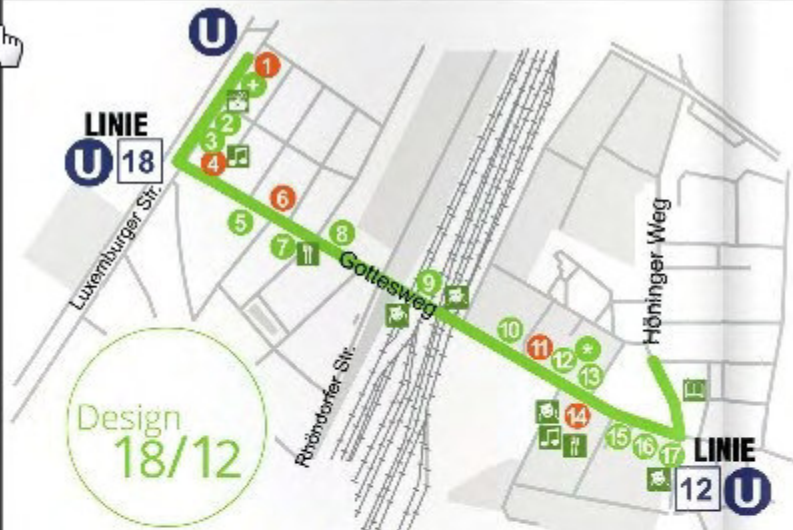 U
1
+
2
3
LINIE
U 18
4
Luxemburger Str.
5
6
7
8
Gottesweg
9
Rhöndorfer Str.
Höninger Weg
10
11
12
*
13
14
15
16
17
Design
18/12
LINIE
12 U